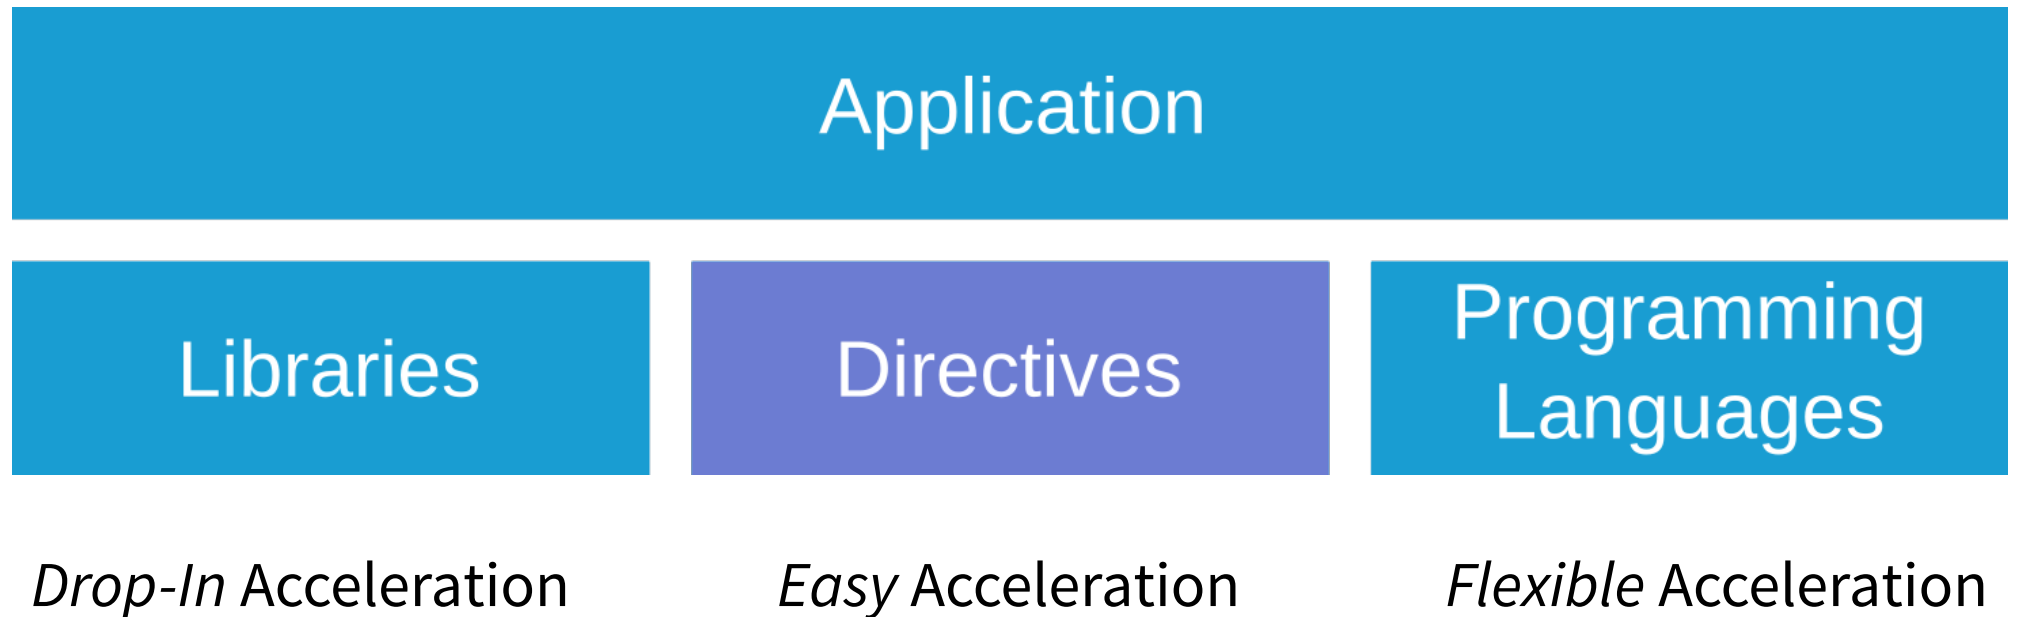 Application
Libraries
Directives
Programming
Languages
Drop-In Acceleration
Easy Acceleration
Flexible Acceleration